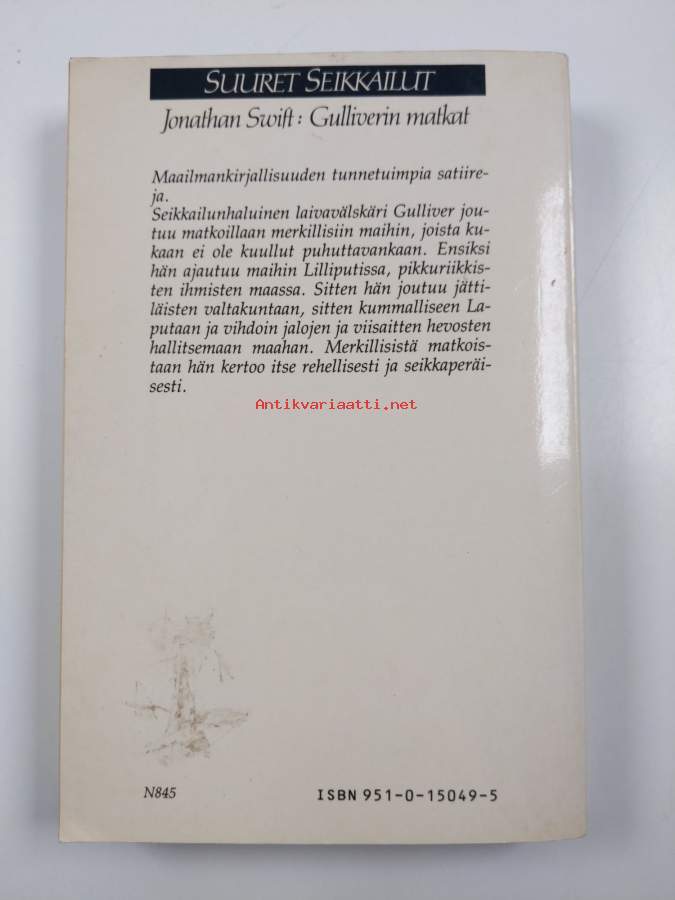 SUURET SEIKKAILUT
Jonathan Swift: Gulliverin matkat
Maailmankirjallisuuden tunnetuimpia satiire-
ja.
Seikkailunhaluinen laivavälskäri Gulliver jou-
tuu matkoillaan merkillisiin maihin, joista ku-
kaan ei ole kuullut puhuttavankaan. Ensiksi
hän ajautuu maihin Lilliputissa, pikkuriikkis-
ten ihmisten maassa. Sitten hän joutuu jätti-
läisten valtakuntaan, sitten kummalliseen La-
putaan ja vihdoin jalojen ja viisaitten hevosten
hallitsemaan maahan. Merkillisistä matkois-
taan hän kertoo itse rehellisesti ja seikkaperäi-
sesti.
Antikvariaatti.net
N845 ISBN 951-0-15049-5